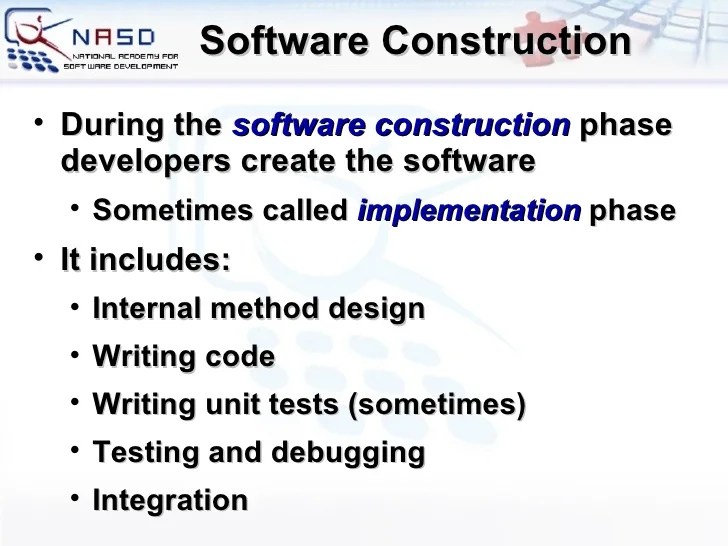 NASD
NATIONAL ACADEMY FOR
SOFTWARE DEVELOPMENT
Software Construction
• During the software construction phase
developers create the software
• Sometimes called implementation phase
• It includes:
• Internal method design
• Writing code
• Writing unit tests (sometimes)
• Testing and debugging
• Integration